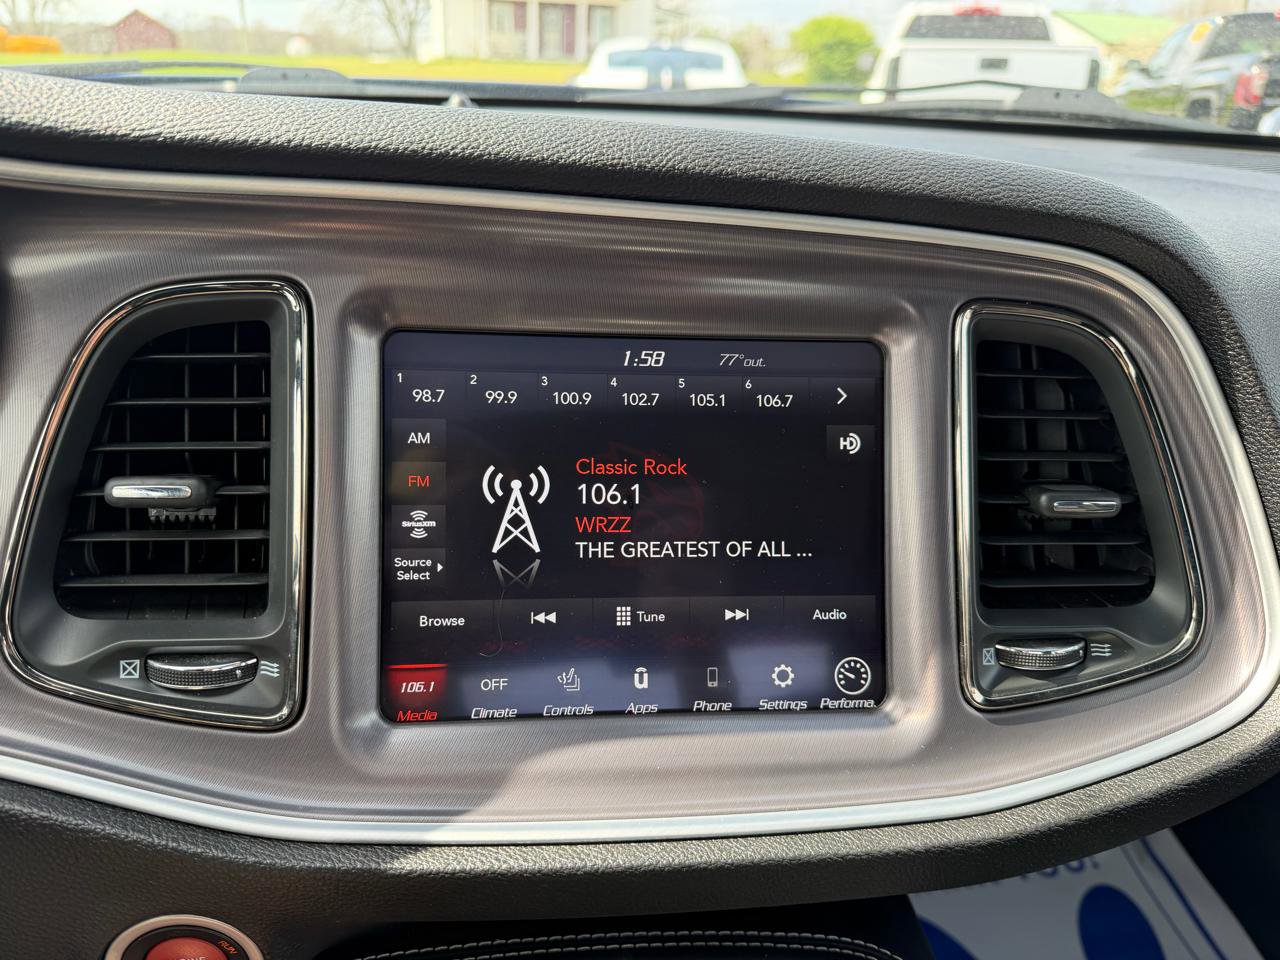 1:58 77° out.
1 98.7 2 99.9 3 100.9 4 102.7 5 105.1 6 106.7
AM
HD
FM
Classic Rock
106.1
SiriusXM
WRZZ
THE GREATEST OF ALL ...
Source
Select
Browse Tune Audio
106.1 OFF
Media Climate Controls Apps Phone Settings Performa.
RUN